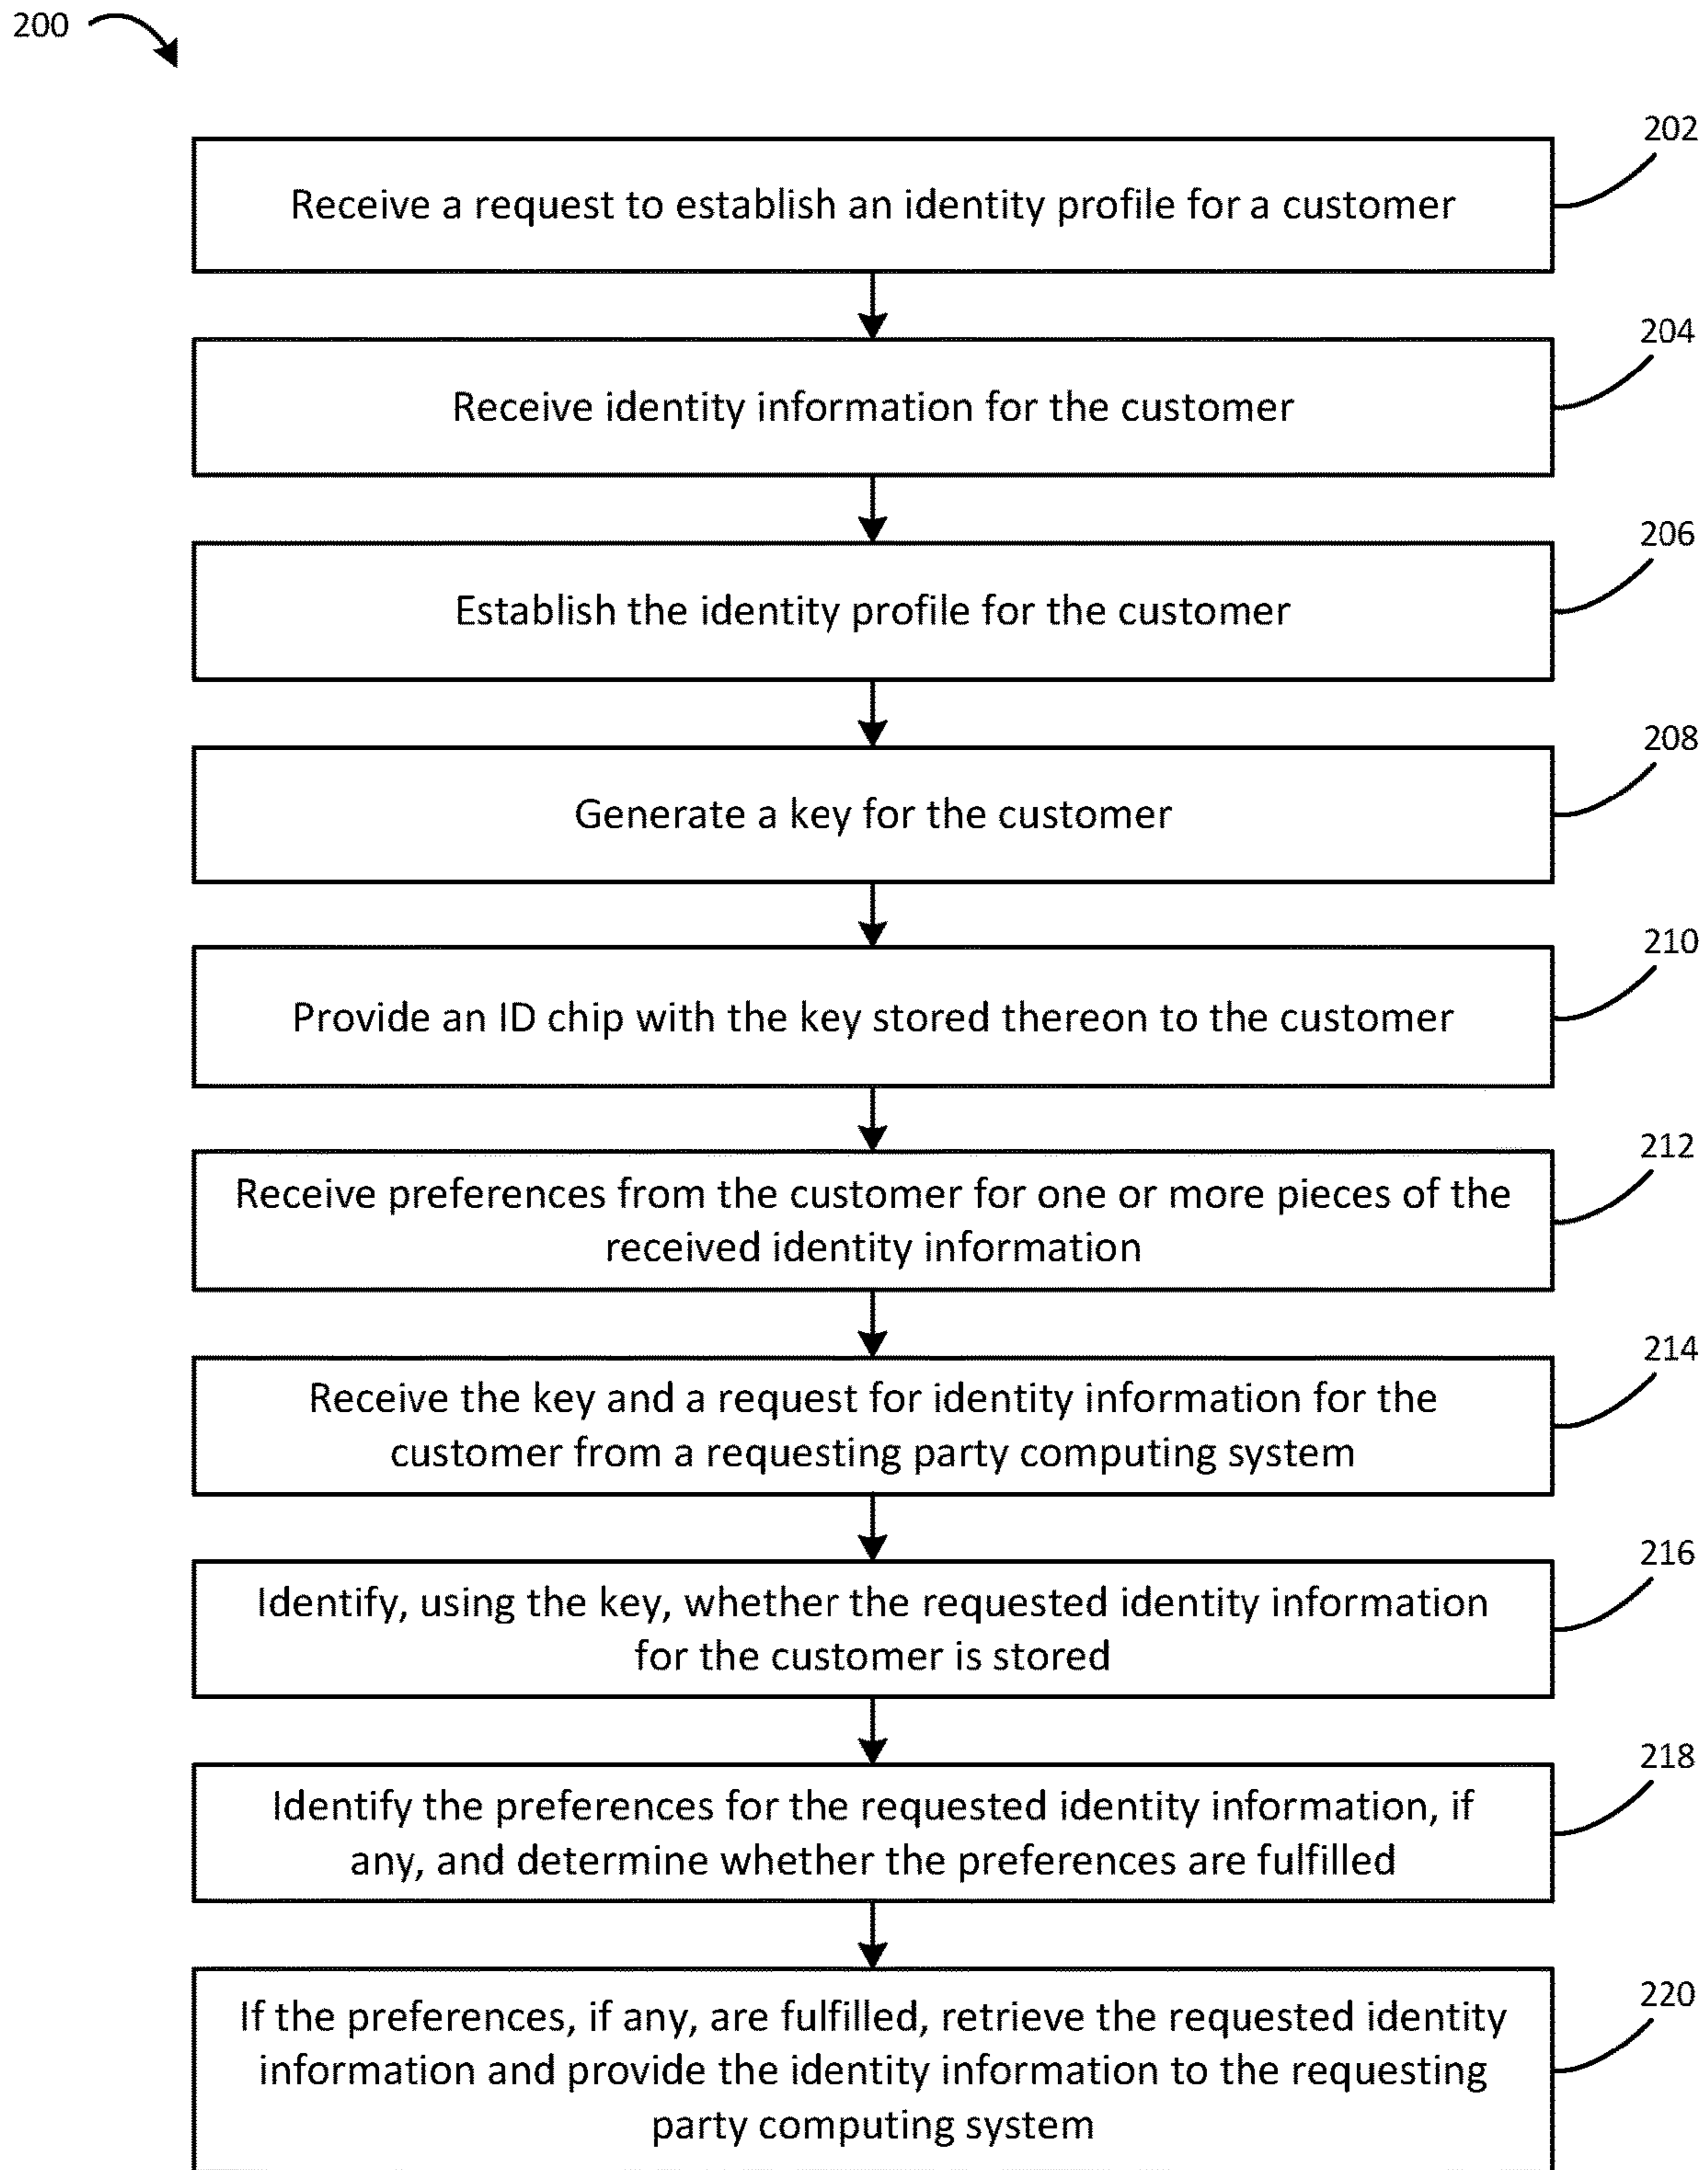 200
202
Receive a request to establish an identity profile for a customer
204
Receive identity information for the customer
206
Establish the identity profile for the customer
208
Generate a key for the customer
210
Provide an ID chip with the key stored thereon to the customer
212
Receive preferences from the customer for one or more pieces of the
received identity information
214
Receive the key and a request for identity information for the
customer from a requesting party computing system
216
Identify, using the key, whether the requested identity information
for the customer is stored
218
Identify the preferences for the requested identity information, if
any, and determine whether the preferences are fulfilled
220
If the preferences, if any, are fulfilled, retrieve the requested identity
information and provide the identity information to the requesting
party computing system